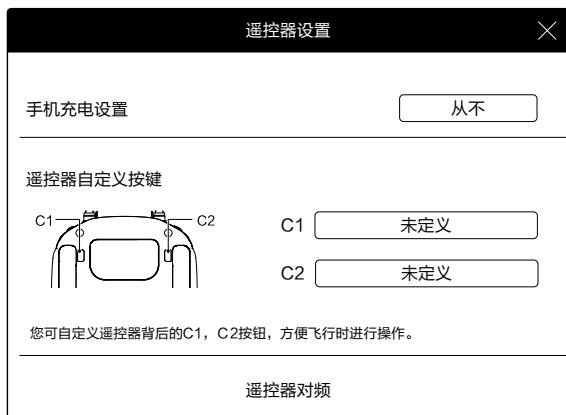 遥控器设置
手机充电设置 从不
遥控器自定义按键
C1 C2 C1 未定义
C2 未定义
您可自定义遥控器背后的C1，C2按钮，方便飞行时进行操作。
遥控器对频